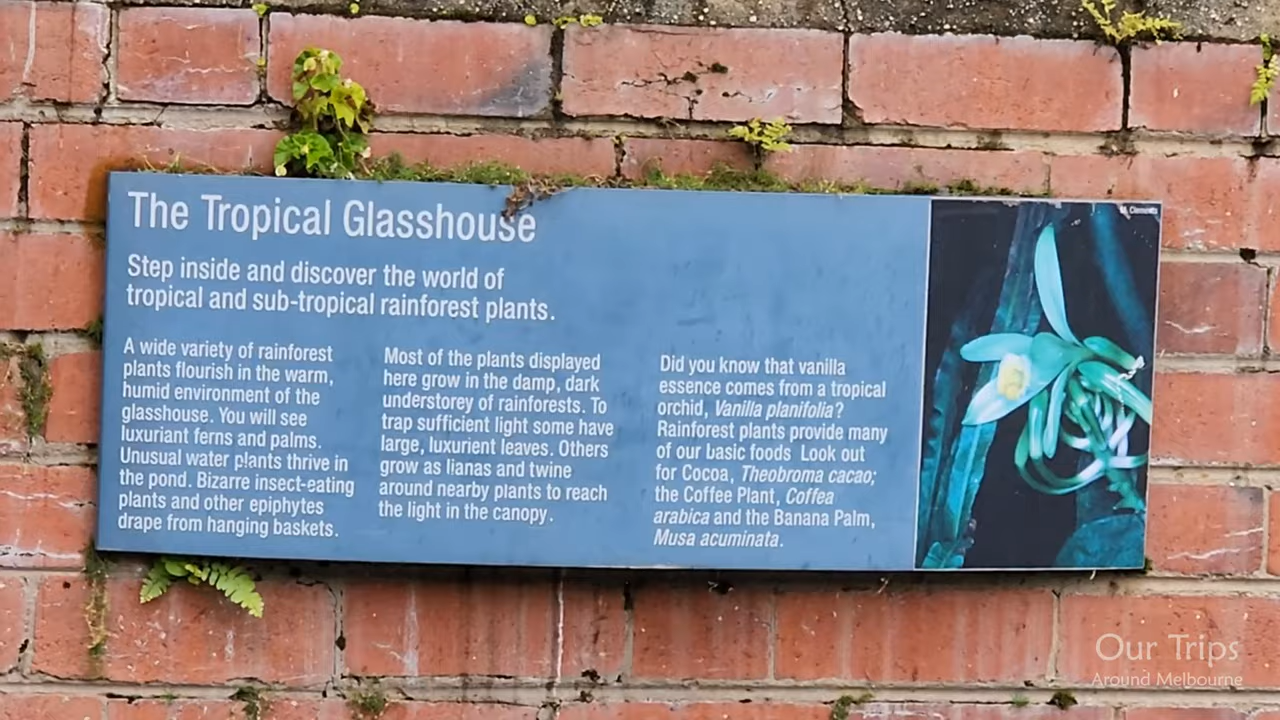 The Tropical Glasshouse
Step inside and discover the world of
tropical and sub-tropical rainforest plants.
A wide variety of rainforest
plants flourish in the warm,
humid environment of the
glasshouse. You will see
luxuriant ferns and palms.
Unusual water plants thrive in
the pond. Bizarre insect-eating
plants and other epiphytes
drape from hanging baskets.
Most of the plants displayed
here grow in the damp, dark
understorey of rainforests. To
trap sufficient light some have
large, luxurient leaves. Others
grow as lianas and twine
around nearby plants to reach
the light in the canopy.
Did you know that vanilla
essence comes from a tropical
orchid, Vanilla planifolia?
Rainforest plants provide many
of our basic foods Look out
for Cocoa, Theobroma cacao;
the Coffee Plant, Coffea
arabica and the Banana Palm,
Musa acuminata.
M. Clements
Our Trips
Around Melbourne